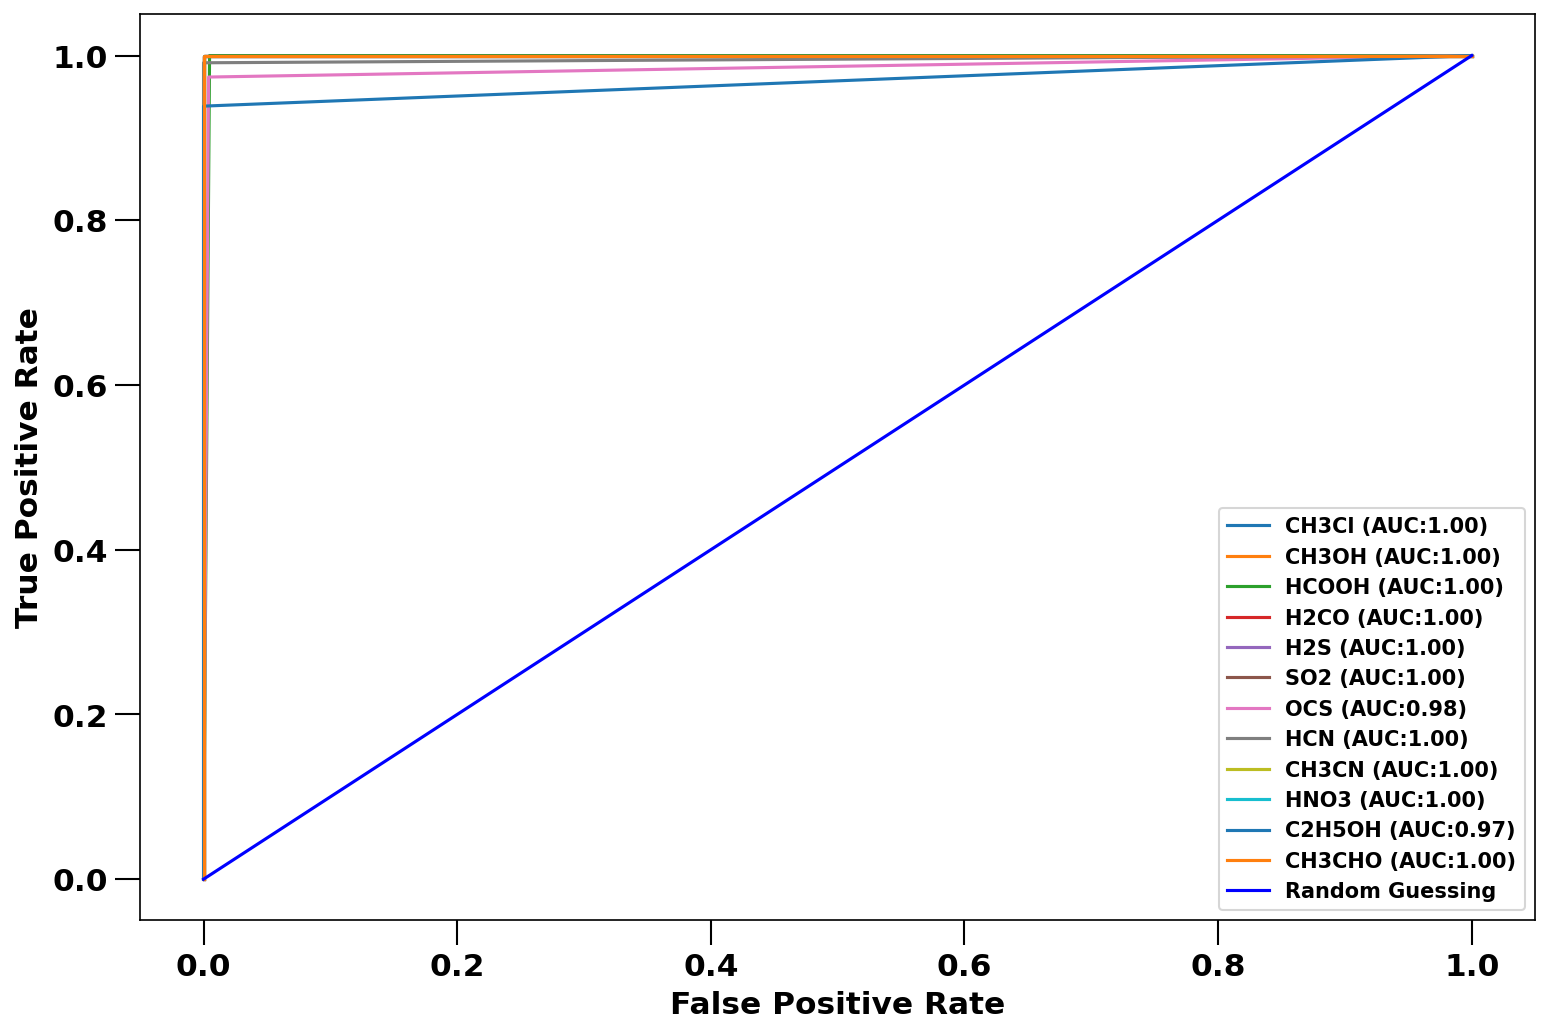 1.0
0.8
0.6
0.4
0.2
0.0
True Positive Rate
0.0 0.2 0.4 0.6 0.8 1.0
False Positive Rate
CH3Cl (AUC:1.00)
CH3OH (AUC:1.00)
HCOOH (AUC:1.00)
H2CO (AUC:1.00)
H2S (AUC:1.00)
SO2 (AUC:1.00)
OCS (AUC:0.98)
HCN (AUC:1.00)
CH3CN (AUC:1.00)
HNO3 (AUC:1.00)
C2H5OH (AUC:0.97)
CH3CHO (AUC:1.00)
Random Guessing